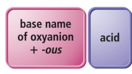 base name
of oxyanion
+ -ous
acid